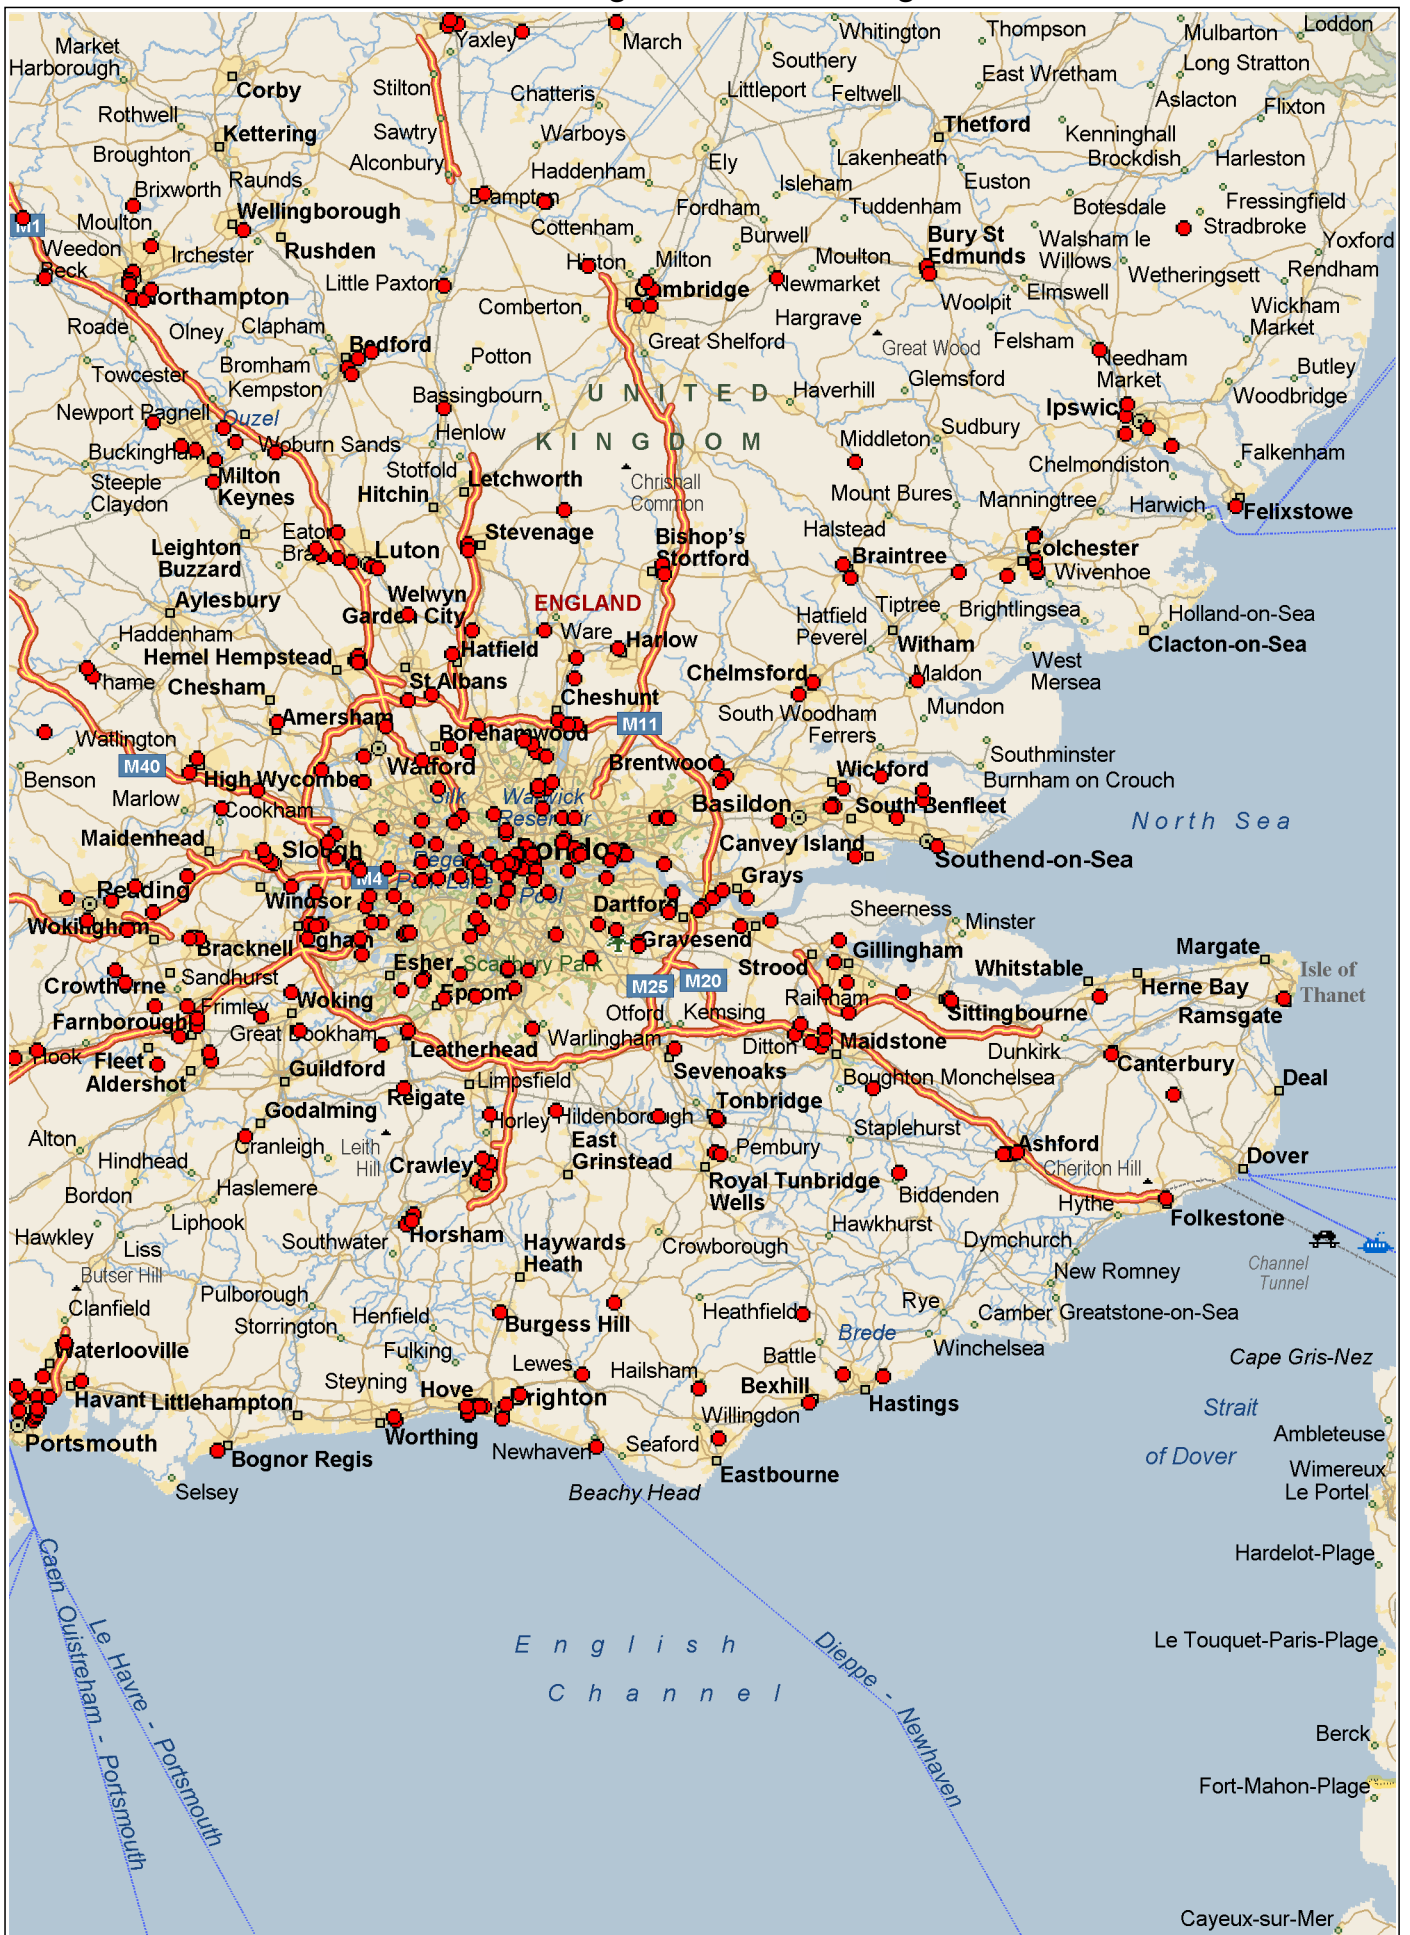 Whitington
Thompson
Mulbarton
Loddon
Market
Harborough
Yaxley
March
Southery
Long Stratton
Corby
Stilton
Chatteris
Littleport
Feltwell
East Wretham
Aslacton
Flixton
Rothwell
Kettering
Sawtry
Warboys
Thetford
Kenninghall
Broughton
Alconbury
Haddenham
Ely
Lakenheath
Brockdish
Harleston
Brixworth
Raunds
Brampton
Isleham
Euston
Fressingfield
M1
Moulton
Wellingborough
Cottenham
Fordham
Tuddenham
Botesdale
Stradbroke
Weedon
Beck
Irchester
Rushden
Burwell
Bury St
Edmunds
Walsham le
Willows
Yoxford
Little Paxton
Milton
Moulton
Wetheringsett
Rendham
Comberton
Newmarket
Woolpit
Elmswell
Wickham
Market
Roade
Olney
Clapham
Hargrave
Bedford
Great Shelford
Great Wood
Felsham
Needham
Market
Butley
Towcester
Bromham
Kempston
Potton
UNITED
KINGDOM
Haverhill
Glemsford
Woodbridge
Newport Pagnell
Ouzel
Bassingbourn
Henlow
Middleton
Sudbury
Buckingham
Woburn Sands
Stotfold
Chrishall
Common
Chelmondiston
Falkenham
Steeple
Claydon
Milton
Keynes
Hitchin
Letchworth
Mount Bures
Manningtree
Harwich
Felixstowe
Leighton
Buzzard
Luton
Stevenage
Bishop's
Stortford
Halstead
Braintree
Colchester
Wivenhoe
Aylesbury
Welwyn
Garden City
ENGLAND
Hatfield
Peverel
Tiptree
Brightlingsea
Holland-on-Sea
Haddenham
Ware
Harlow
Witham
Clacton-on-Sea
Hemel Hempstead
Hatfield
Thame
Chesham
St Albans
Cheshunt
Chelmsford
Maldon
West
Mersea
Amersham
M11
South Woodham
Ferrers
Mundon
Watlington
Borehamwood
Southminster
M40
Benson
High Wycombe
Watford
Brentwood
Wickford
Burnham on Crouch
Marlow
Cookham
Silk
Warwick
Reservoir
Basildon
South Benfleet
North Sea
Maidenhead
Slough
London
Canvey Island
Southend-on-Sea
M4
Park Lake
Pool
Grays
Reading
Windsor
Dartford
Sheerness
Minster
Wokingham
Bracknell
Egham
Gravesend
Gillingham
Margate
Crowthorne
Sandhurst
Esher
Scadbury Park
Strood
Whitstable
Herne Bay
Isle of
Thanet
M25
M20
Rainham
Sittingbourne
Ramsgate
Frimley
Woking
Epsom
Farnborough
Great Bookham
Otford
Kemsing
Hook
Fleet
Aldershot
Leatherhead
Warlingham
Ditton
Maidstone
Dunkirk
Canterbury
Guildford
Limpsfield
Sevenoaks
Boughton Monchelsea
Deal
Godalming
Reigate
Horley
Hildenborough
Tonbridge
Staplehurst
Alton
Cranleigh
Leith
Hill
East
Grinstead
Pembury
Ashford
Hindhead
Crawley
Cheriton Hill
Dover
Bordon
Haslemere
Royal Tunbridge
Wells
Biddenden
Hythe
Folkestone
Hawkley
Liphook
Horsham
Hawkhurst
Dymchurch
Liss
Southwater
Haywards
Heath
Crowborough
Channel
Tunnel
Butser Hill
New Romney
Clanfield
Pulborough
Henfield
Burgess Hill
Heathfield
Rye
Camber
Greatstone-on-Sea
Waterlooville
Storrington
Fulking
Brede
Winchelsea
Lewes
Hailsham
Battle
Cape Gris-Nez
Havant
Littlehampton
Steyning
Hove
Brighton
Bexhill
Hastings
Strait
of Dover
Portsmouth
Worthing
Willingdon
Ambleteuse
Bognor Regis
Newhaven
Seaford
Eastbourne
Wimereux
Le Portel
Selsey
Beachy Head
Hardelot-Plage
Caen Ouistreham - Portsmouth
Le Havre - Portsmouth
English
Channel
Dieppe - Newhaven
Le Touquet-Paris-Plage
Berck
Fort-Mahon-Plage
Cayeux-sur-Mer